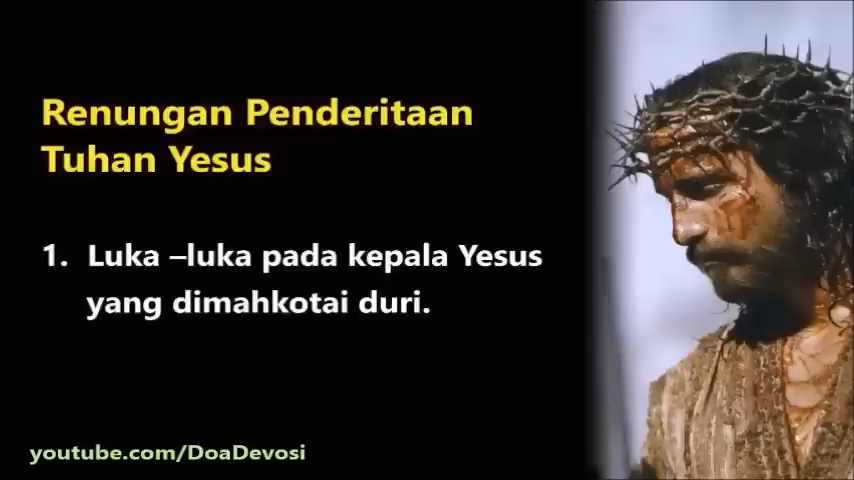 Renungan Penderitaan
Tuhan Yesus
1. Luka –luka pada kepala Yesus
yang dimahkotai duri.
youtube.com/DoaDevosi